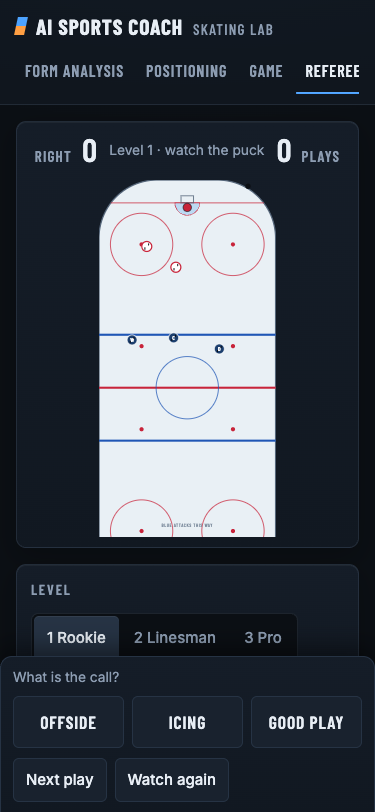 AI SPORTS COACH SKATING LAB
FORM ANALYSIS POSITIONING GAME REFEREE
RIGHT 0 Level 1 · watch the puck 0 PLAYS
BLUE ATTACKS THIS WAY
LEVEL
1 Rookie 2 Linesman 3 Pro
What is the call?
OFFSIDE ICING GOOD PLAY
Next play Watch again